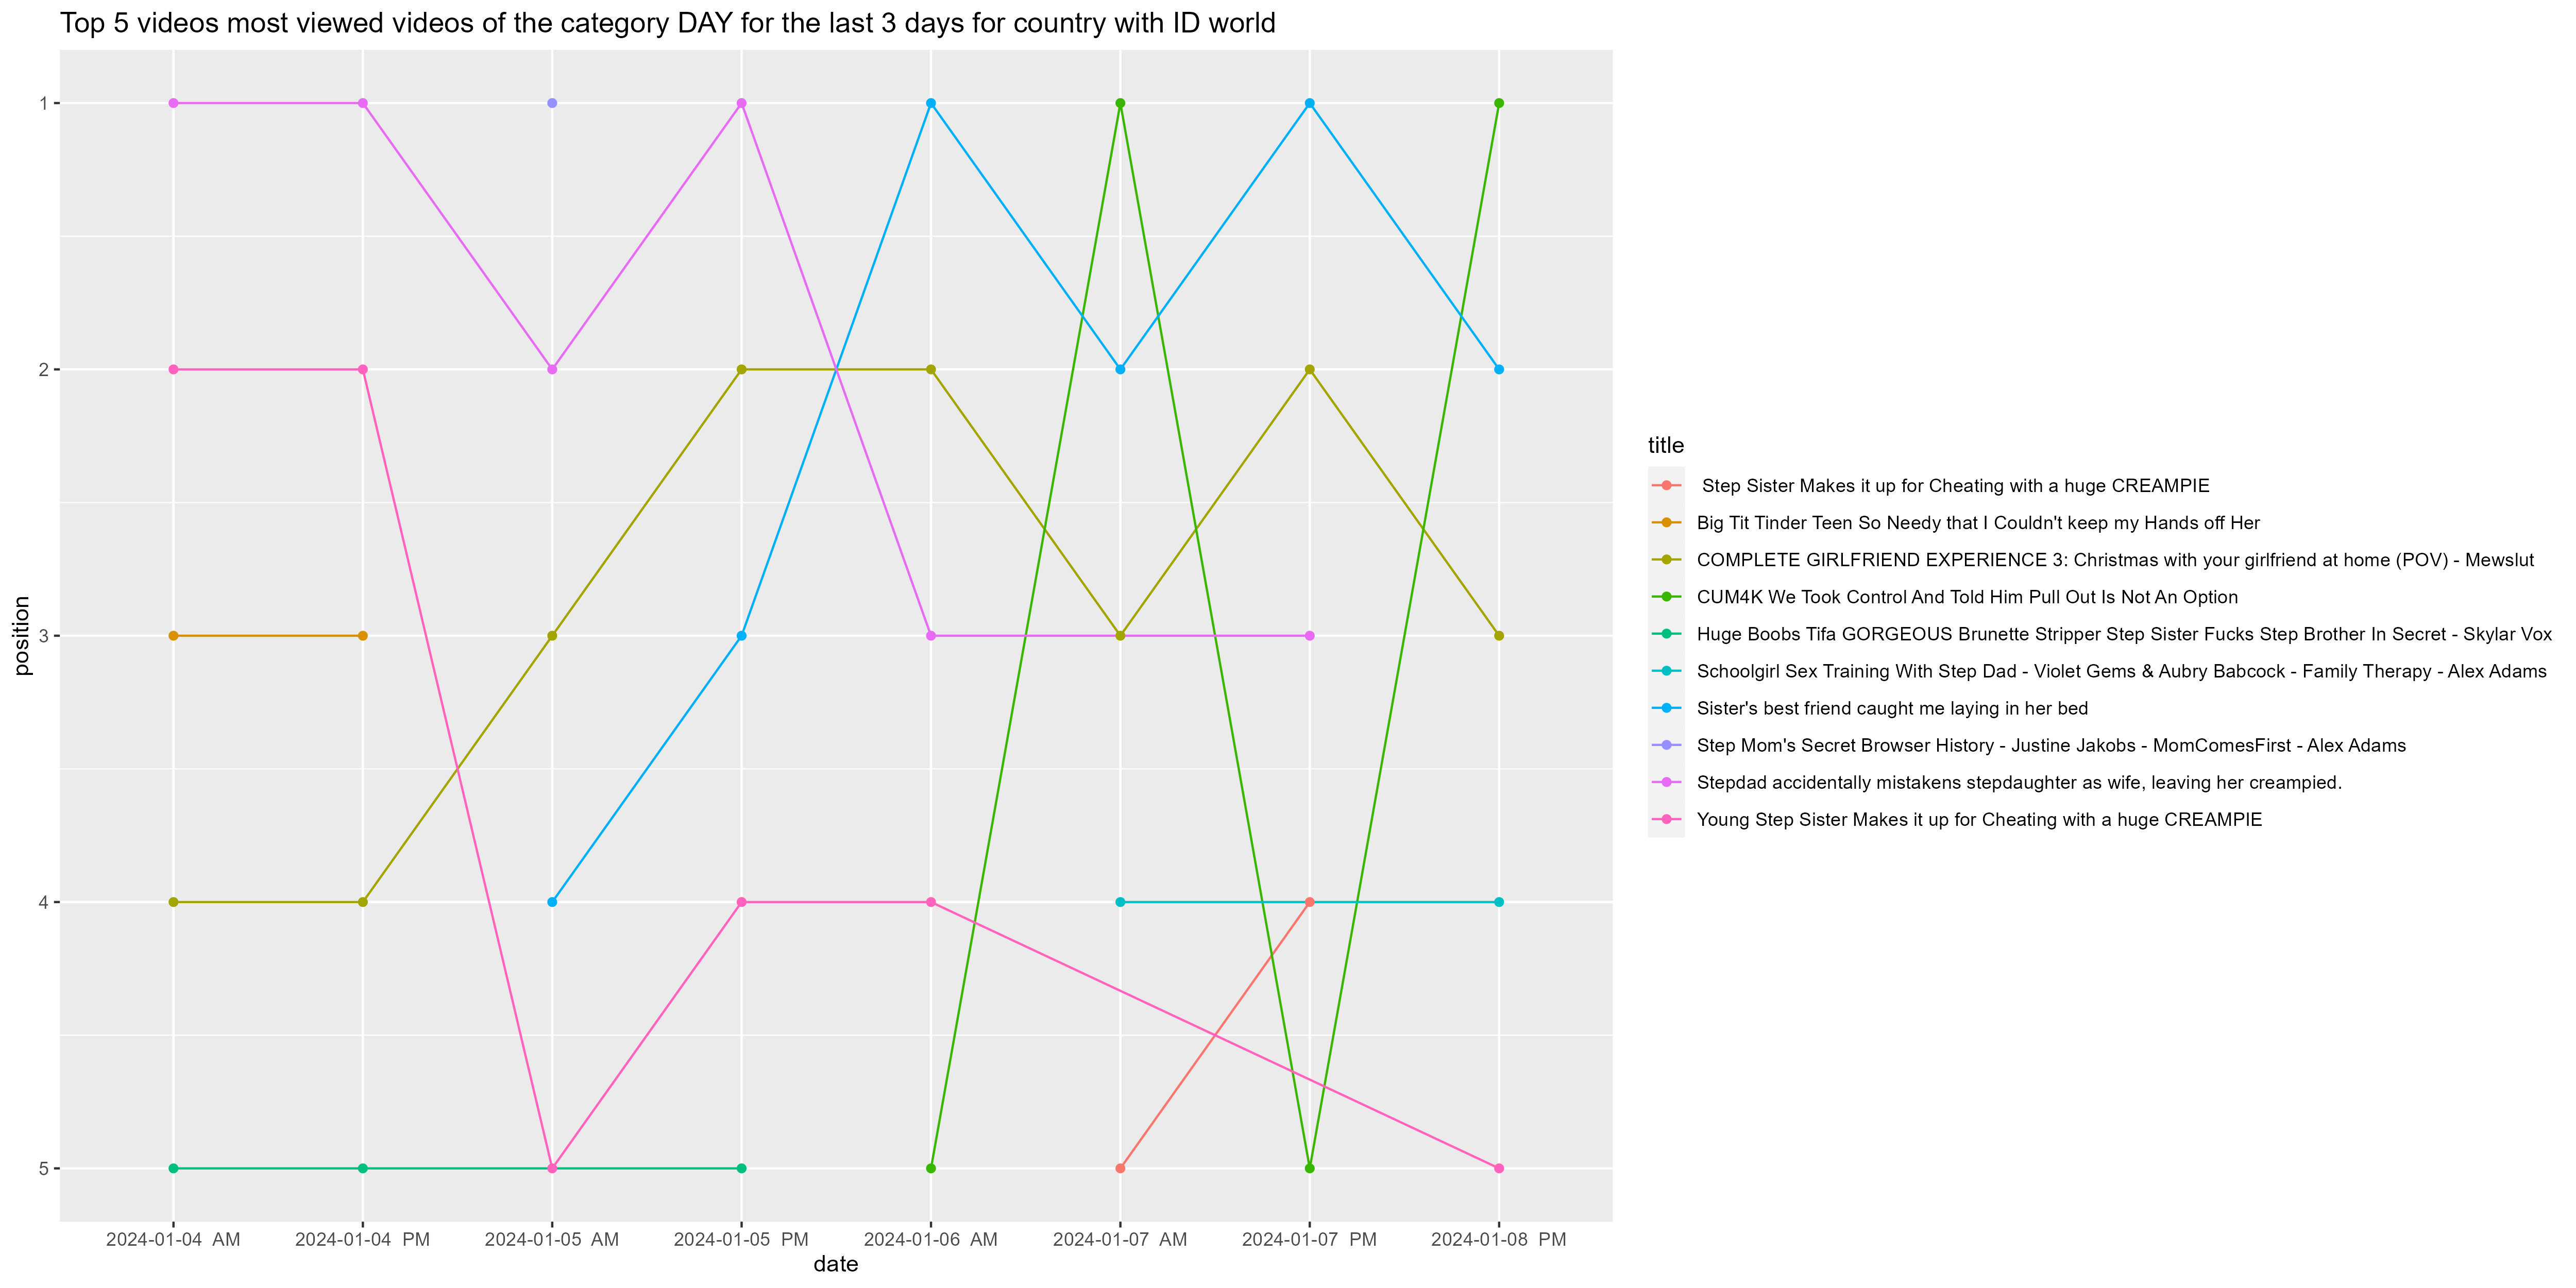 Top 5 videos most viewed videos of the category DAY for the last 3 days for country with ID world
1
2
3
4
5
position
2024-01-04 AM
2024-01-04 PM
2024-01-05 AM
2024-01-05 PM
2024-01-06 AM
2024-01-07 AM
2024-01-07 PM
2024-01-08 PM
date
title
Step Sister Makes it up for Cheating with a huge CREAMPIE
Big Tit Tinder Teen So Needy that I Couldn't keep my Hands off Her
COMPLETE GIRLFRIEND EXPERIENCE 3: Christmas with your girlfriend at home (POV) - Mewslut
CUM4K We Took Control And Told Him Pull Out Is Not An Option
Huge Boobs Tifa GORGEOUS Brunette Stripper Step Sister Fucks Step Brother In Secret - Skylar Vox
Schoolgirl Sex Training With Step Dad - Violet Gems & Aubry Babcock - Family Therapy - Alex Adams
Sister's best friend caught me laying in her bed
Step Mom's Secret Browser History - Justine Jakobs - MomComesFirst - Alex Adams
Stepdad accidentally mistakens stepdaughter as wife, leaving her creampied.
Young Step Sister Makes it up for Cheating with a huge CREAMPIE